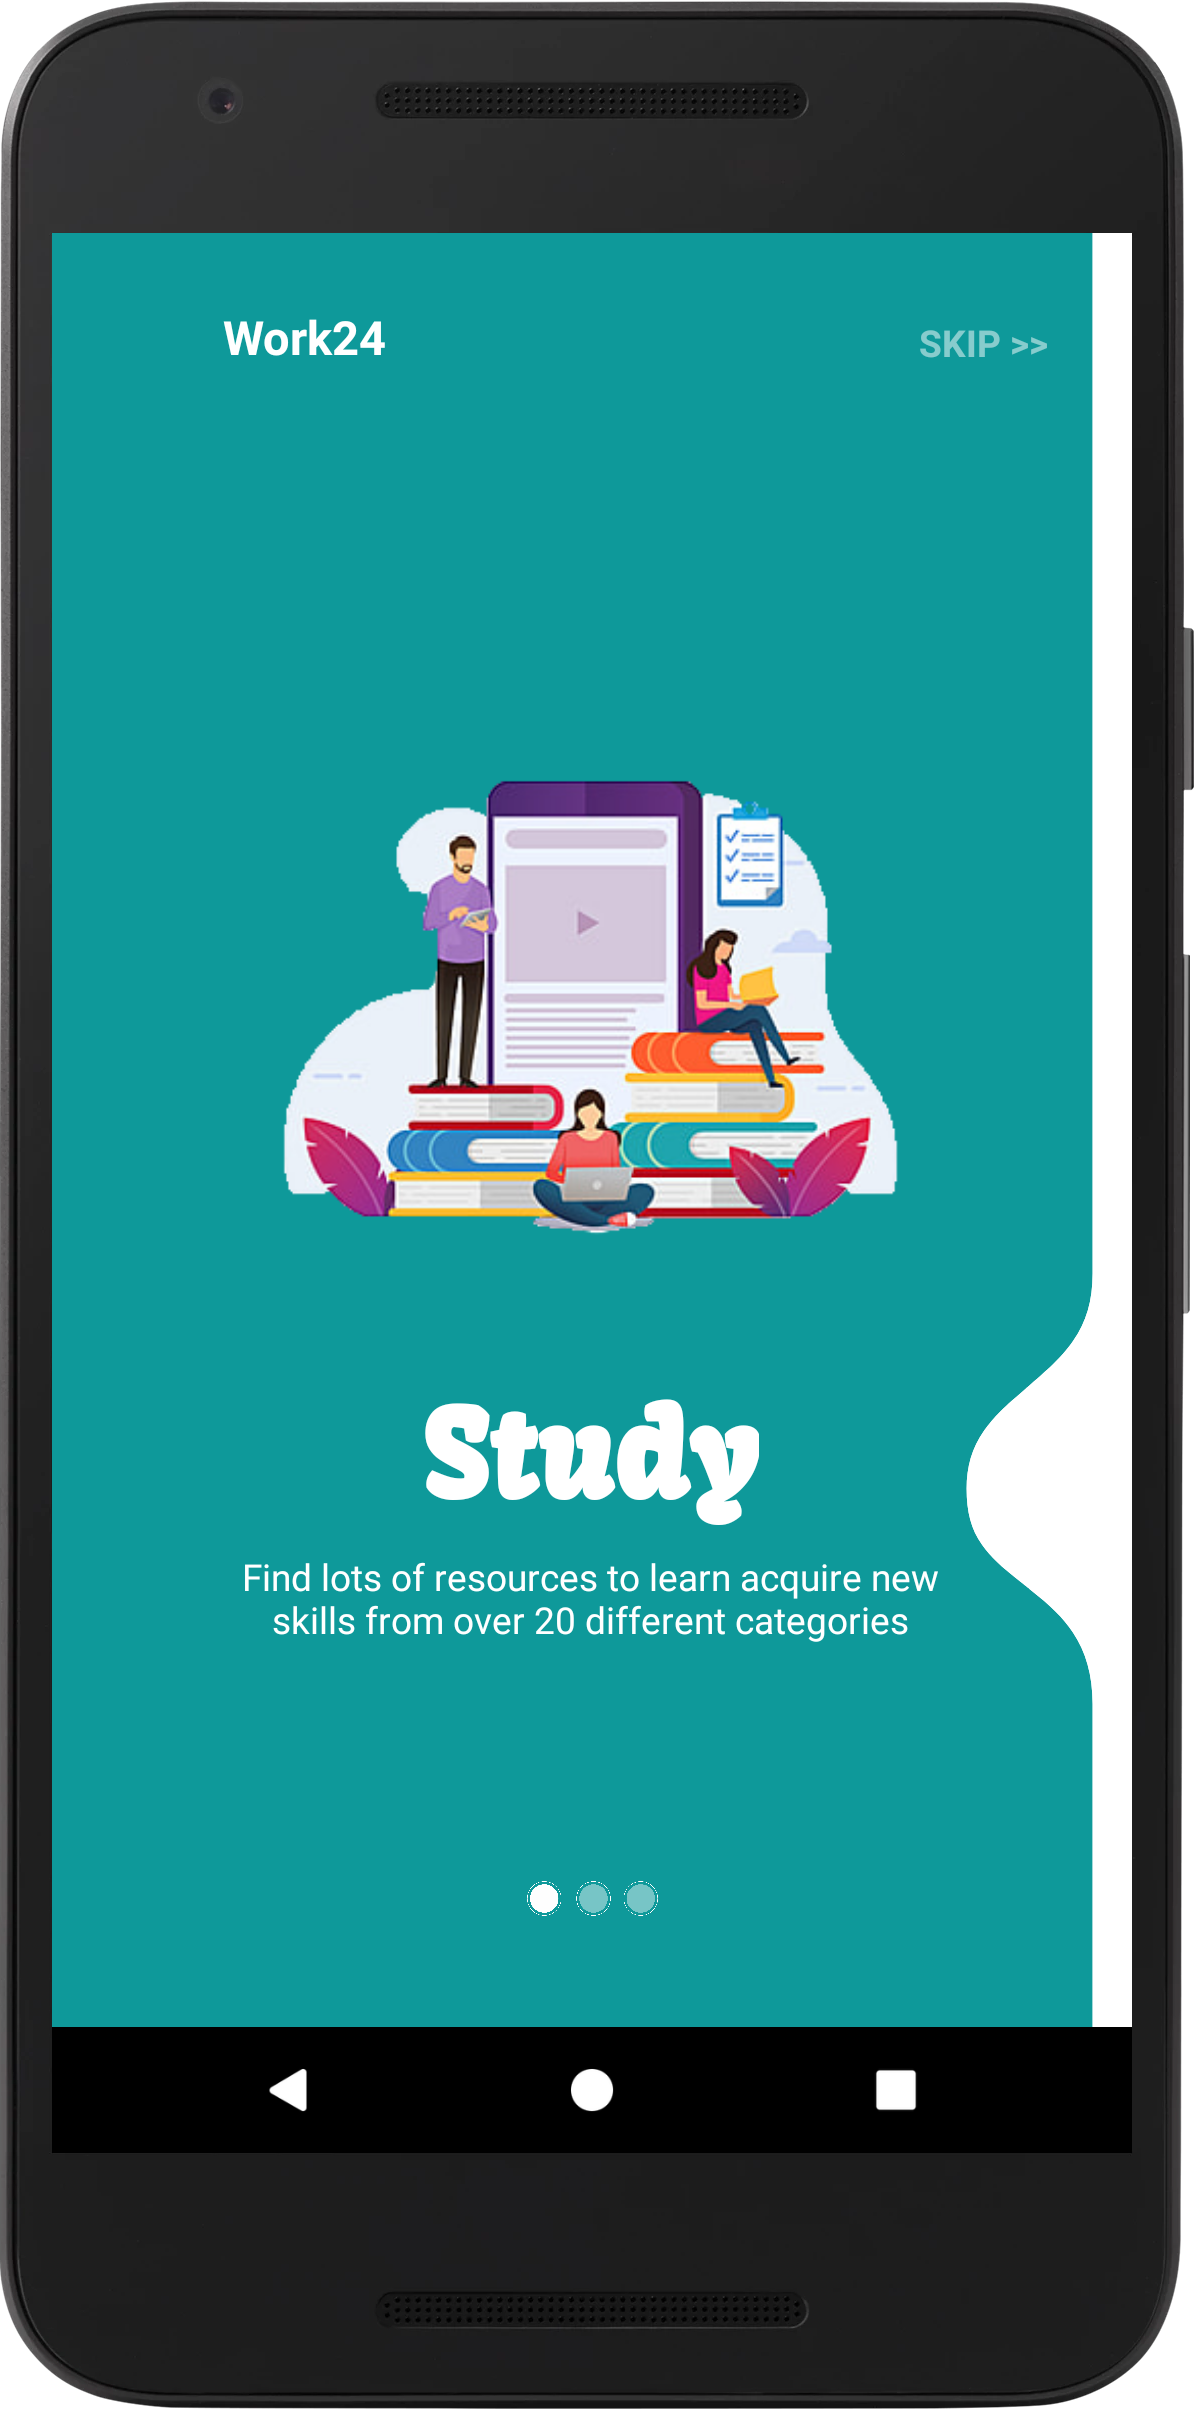 Work24
SKIP >>
Study
Find lots of resources to learn acquire new
skills from over 20 different categories